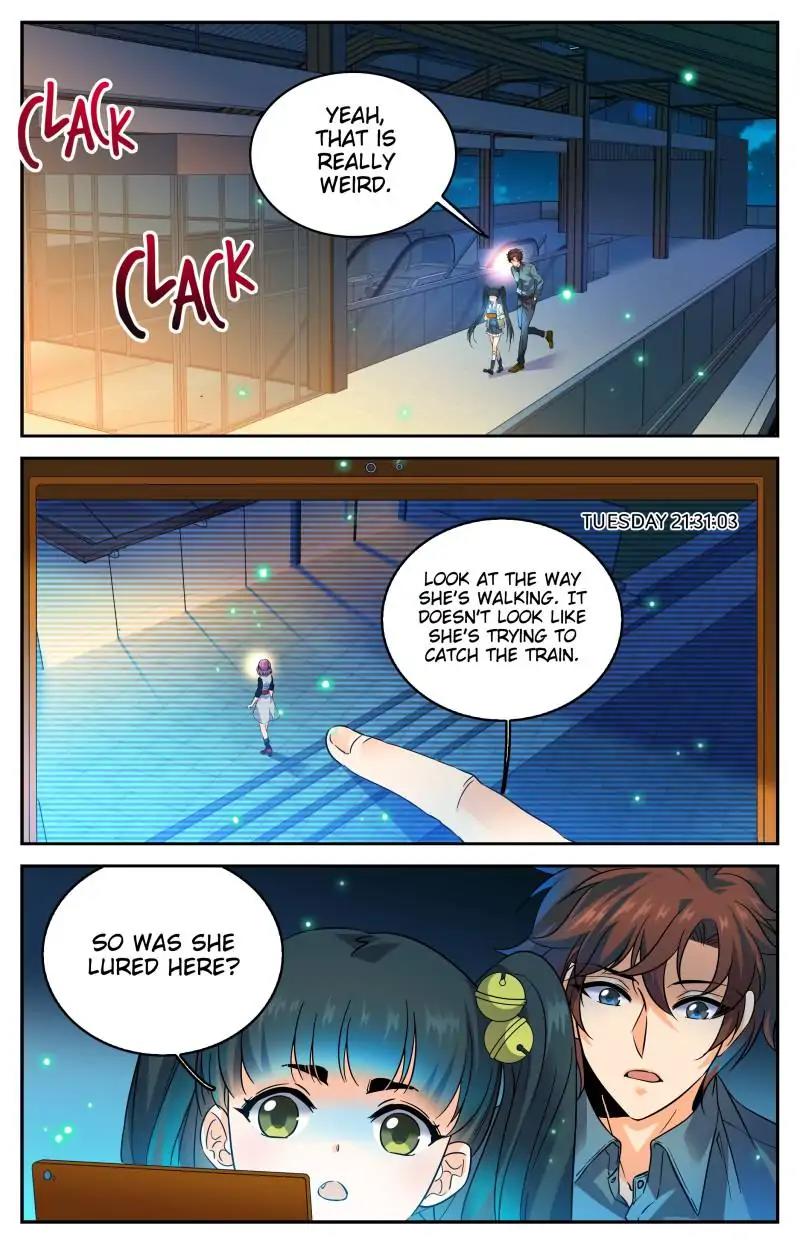 CLACK
YEAH,
THAT IS
REALLY
WEIRD.
CLACK
TUESDAY 21:31:03
LOOK AT THE WAY
SHE'S WALKING. IT
DOESN'T LOOK LIKE
SHE'S TRYING TO
CATCH THE TRAIN.
SO WAS SHE
LURED HERE?